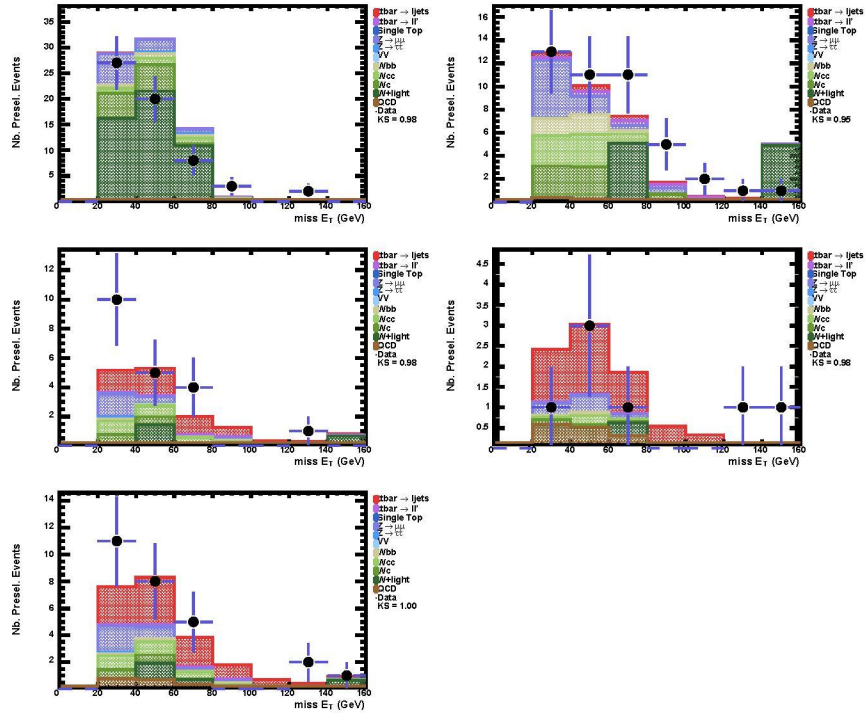 Nb. Presel. Events
35
30
25
20
15
10
5
0 20 40 60 80 100 120 140 160
miss E_T (GeV)
ttbar → ljets
ttbar → ll'
Single Top
Z → μμ
Z → ττ
VV
Wbb
Wcc
Wc
W+light
QCD
Data
KS = 0.98
Nb. Presel. Events
16
14
12
10
8
6
4
2
0 20 40 60 80 100 120 140 160
miss E_T (GeV)
ttbar → ljets
ttbar → ll'
Single Top
Z → μμ
Z → ττ
VV
Wbb
Wcc
Wc
W+light
QCD
Data
KS = 0.95
Nb. Presel. Events
12
10
8
6
4
2
0 20 40 60 80 100 120 140 160
miss E_T (GeV)
ttbar → ljets
ttbar → ll'
Single Top
Z → μμ
Z → ττ
VV
Wbb
Wcc
Wc
W+light
QCD
Data
KS = 0.98
Nb. Presel. Events
4.5
4
3.5
3
2.5
2
1.5
1
0.5
0 20 40 60 80 100 120 140 160
miss E_T (GeV)
ttbar → ljets
ttbar → ll'
Single Top
Z → μμ
Z → ττ
VV
Wbb
Wcc
Wc
W+light
QCD
Data
KS = 0.98
Nb. Presel. Events
14
12
10
8
6
4
2
0 20 40 60 80 100 120 140 160
miss E_T (GeV)
ttbar → ljets
ttbar → ll'
Single Top
Z → μμ
Z → ττ
VV
Wbb
Wcc
Wc
W+light
QCD
Data
KS = 1.00